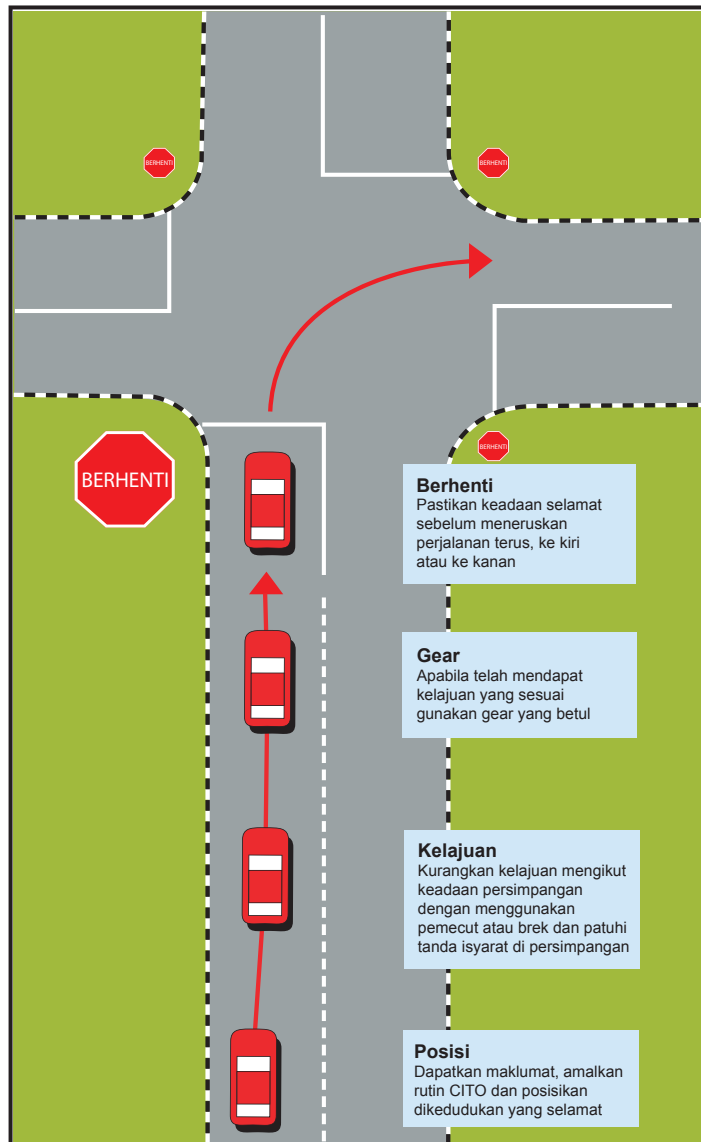 BERHENTI
BERHENTI
BERHENTI
BERHENTI
Berhenti
Pastikan keadaan selamat
sebelum meneruskan
perjalanan terus, ke kiri
atau ke kanan
Gear
Apabila telah mendapat
kelajuan yang sesuai
gunakan gear yang betul
Kelajuan
Kurangkan kelajuan mengikut
keadaan persimpangan
dengan menggunakan
pemecut atau brek dan patuhi
tanda isyarat di persimpangan
Posisi
Dapatkan maklumat, amalkan
rutin CITO dan posisikan
dikedudukan yang selamat